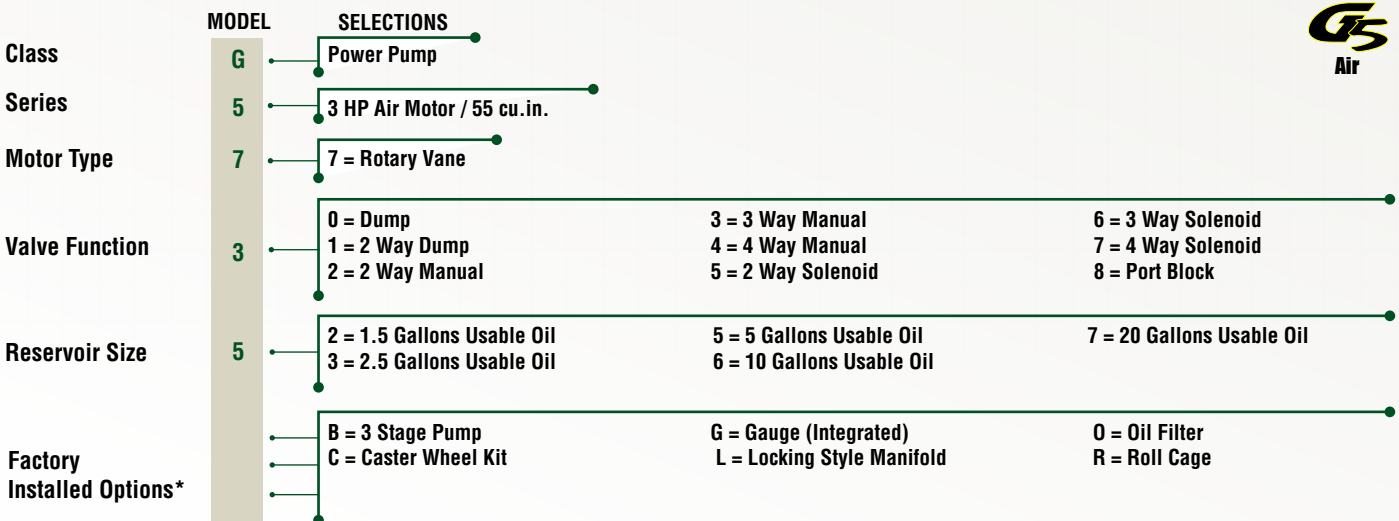 MODEL SELECTIONS
G5
Air
Class G Power Pump
Series 5 3 HP Air Motor / 55 cu.in.
Motor Type 7 7 = Rotary Vane
Valve Function 3
0 = Dump 3 = 3 Way Manual 6 = 3 Way Solenoid
1 = 2 Way Dump 4 = 4 Way Manual 7 = 4 Way Solenoid
2 = 2 Way Manual 5 = 2 Way Solenoid 8 = Port Block
Reservoir Size 5
2 = 1.5 Gallons Usable Oil 5 = 5 Gallons Usable Oil 7 = 20 Gallons Usable Oil
3 = 2.5 Gallons Usable Oil 6 = 10 Gallons Usable Oil
Factory
Installed Options*
B = 3 Stage Pump G = Gauge (Integrated) O = Oil Filter
C = Caster Wheel Kit L = Locking Style Manifold R = Roll Cage